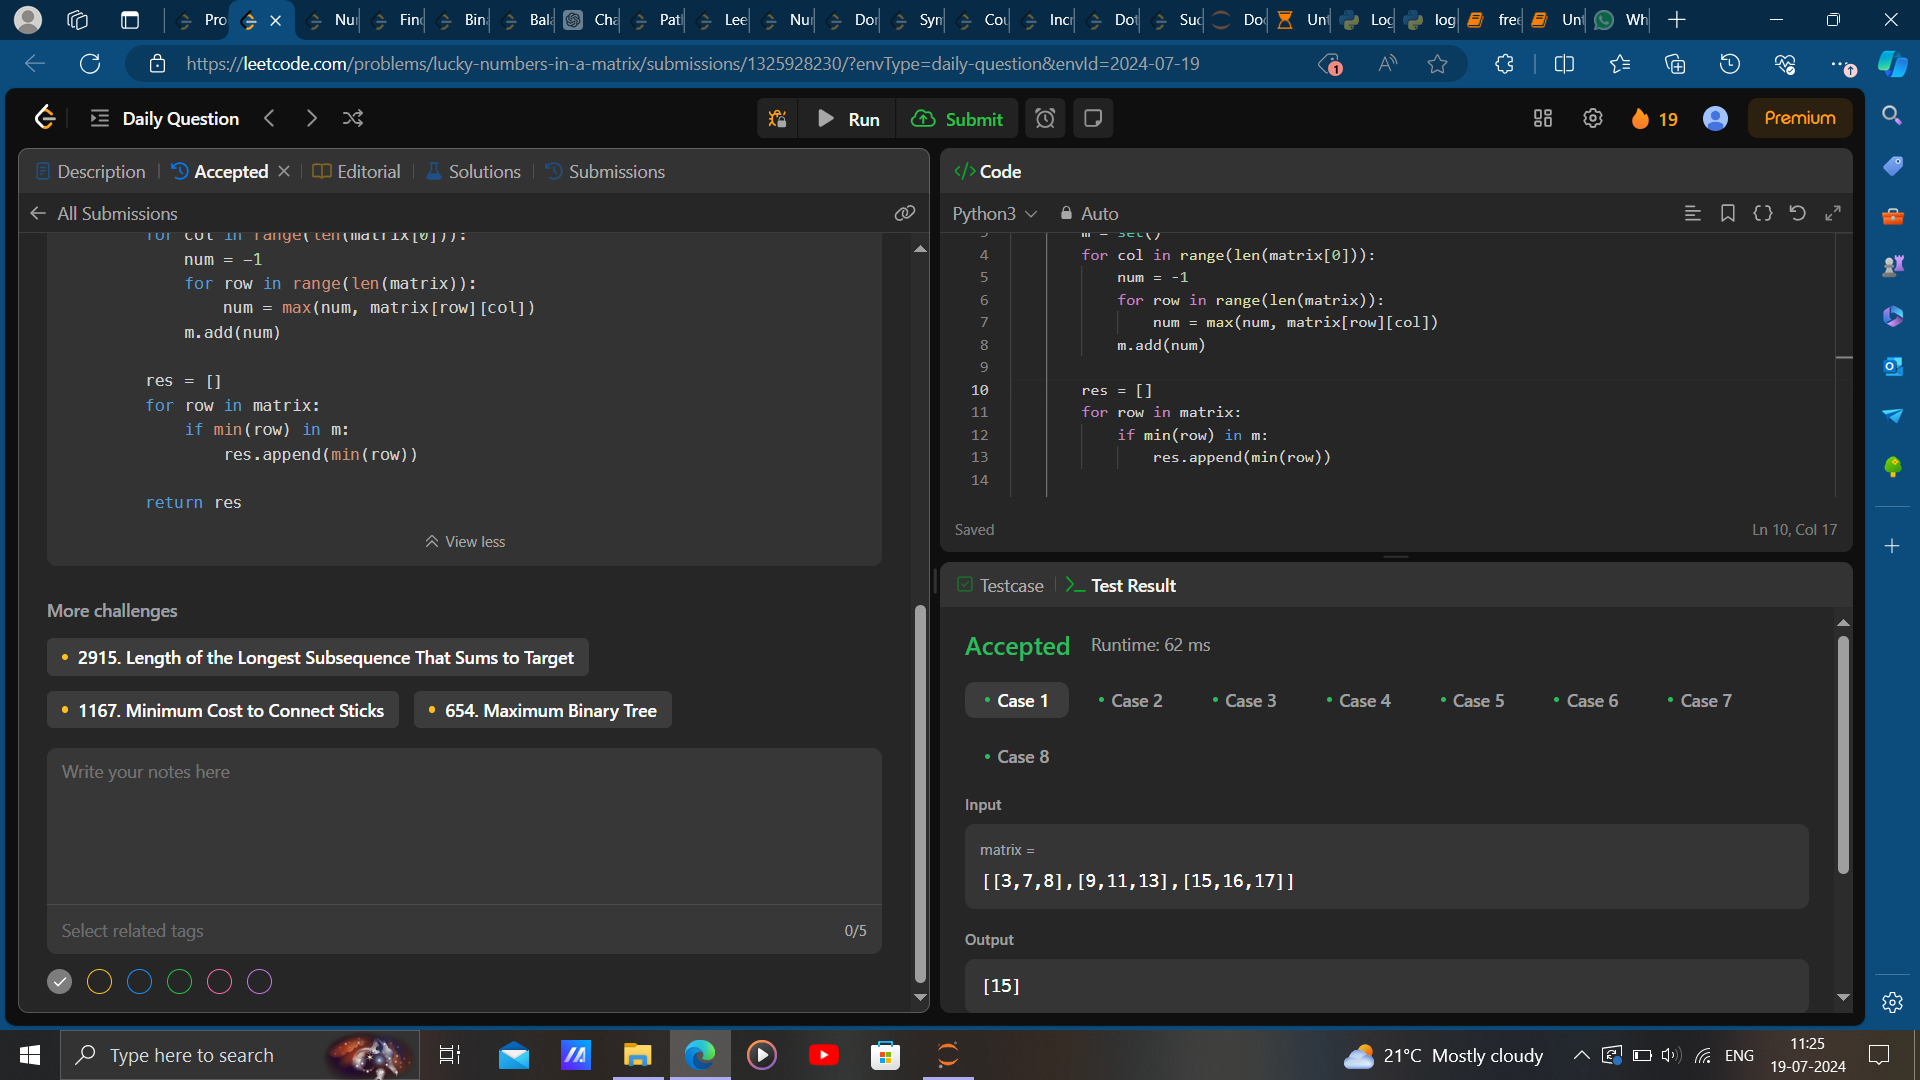 Pro
Nu
Fin
Bin
Bal
Cha
Pat
Lee
Nu
Dor
Sym
Cou
Incr
Dot
Suc
Do
Un
Log
log
free
Un
Wh
https://leetcode.com/problems/lucky-numbers-in-a-matrix/submissions/1325928230/?envType=daily-question&envId=2024-07-19
1
Daily Question
Run
Submit
19
Premium
Description
Accepted
Editorial
Solutions
Submissions
All Submissions
for col in range(len(matrix[0])):
num = -1
for row in range(len(matrix)):
num = max(num, matrix[row][col])
m.add(num)
res = []
for row in matrix:
if min(row) in m:
res.append(min(row))
return res
View less
More challenges
2915. Length of the Longest Subsequence That Sums to Target
1167. Minimum Cost to Connect Sticks
654. Maximum Binary Tree
Write your notes here
Select related tags
0/5
</> Code
Python3
Auto
3 m = set()
4 for col in range(len(matrix[0])):
5 num = -1
6 for row in range(len(matrix)):
7 num = max(num, matrix[row][col])
8 m.add(num)
9
10 res = []
11 for row in matrix:
12 if min(row) in m:
13 res.append(min(row))
14
Saved
Ln 10, Col 17
Testcase
Test Result
Accepted
Runtime: 62 ms
Case 1
Case 2
Case 3
Case 4
Case 5
Case 6
Case 7
Case 8
Input
matrix =
[[3,7,8],[9,11,13],[15,16,17]]
Output
[15]
Type here to search
21°C Mostly cloudy
ENG
11:25
19-07-2024